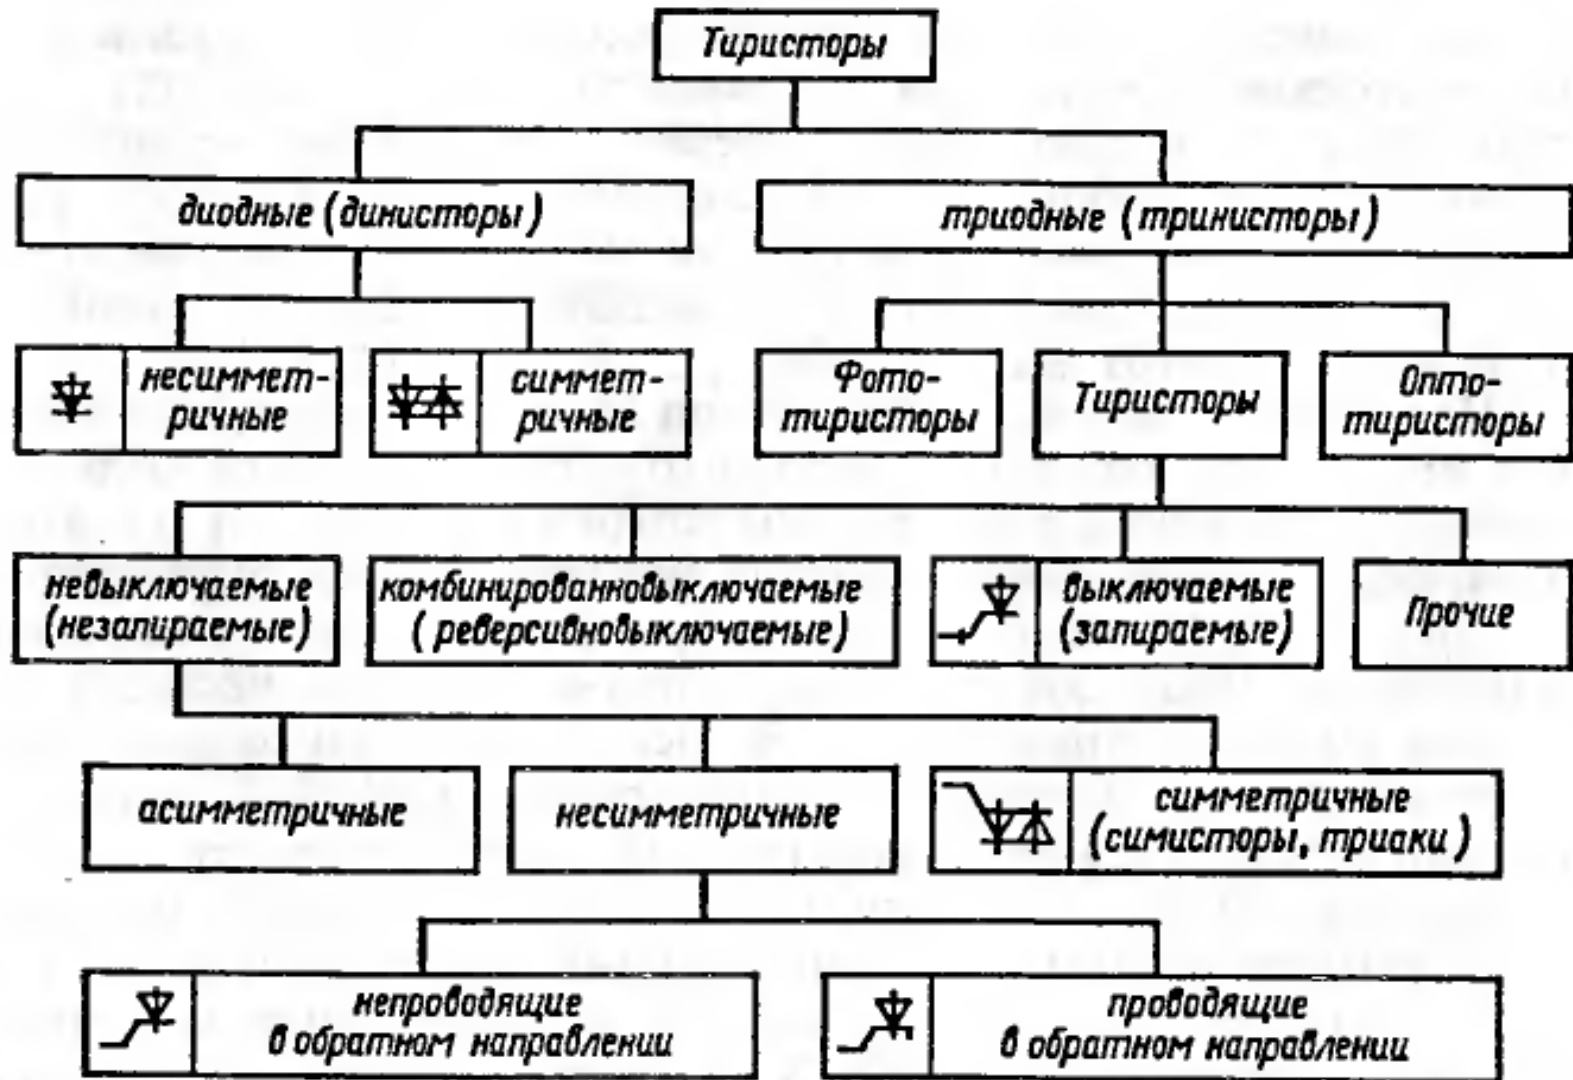 Тиристоры
диодные (динисторы)
триодные (тринисторы)
несиммет-
ричные
симмет-
ричные
Фото-
тиристоры
Тиристоры
Опто-
тиристоры
невыключаемые
(незапираемые)
комбинированновыключаемые
(реверсивновыключаемые)
выключаемые
(запираемые)
Прочие
асимметричные
несимметричные
симметричные
(симисторы, триаки)
непроводящие
в обратном направлении
проводящие
в обратном направлении